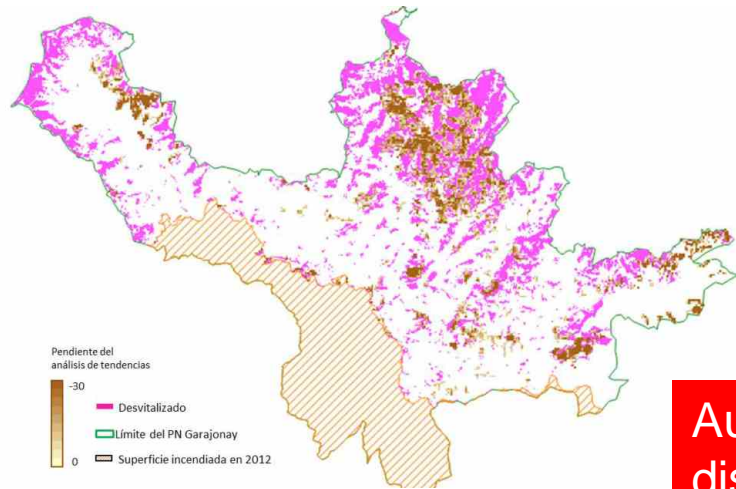 Pendiente del
análisis de tendencias
-30
0
Desvitalizado
Límite del PN Garajonay
Superficie incendiada en 2012